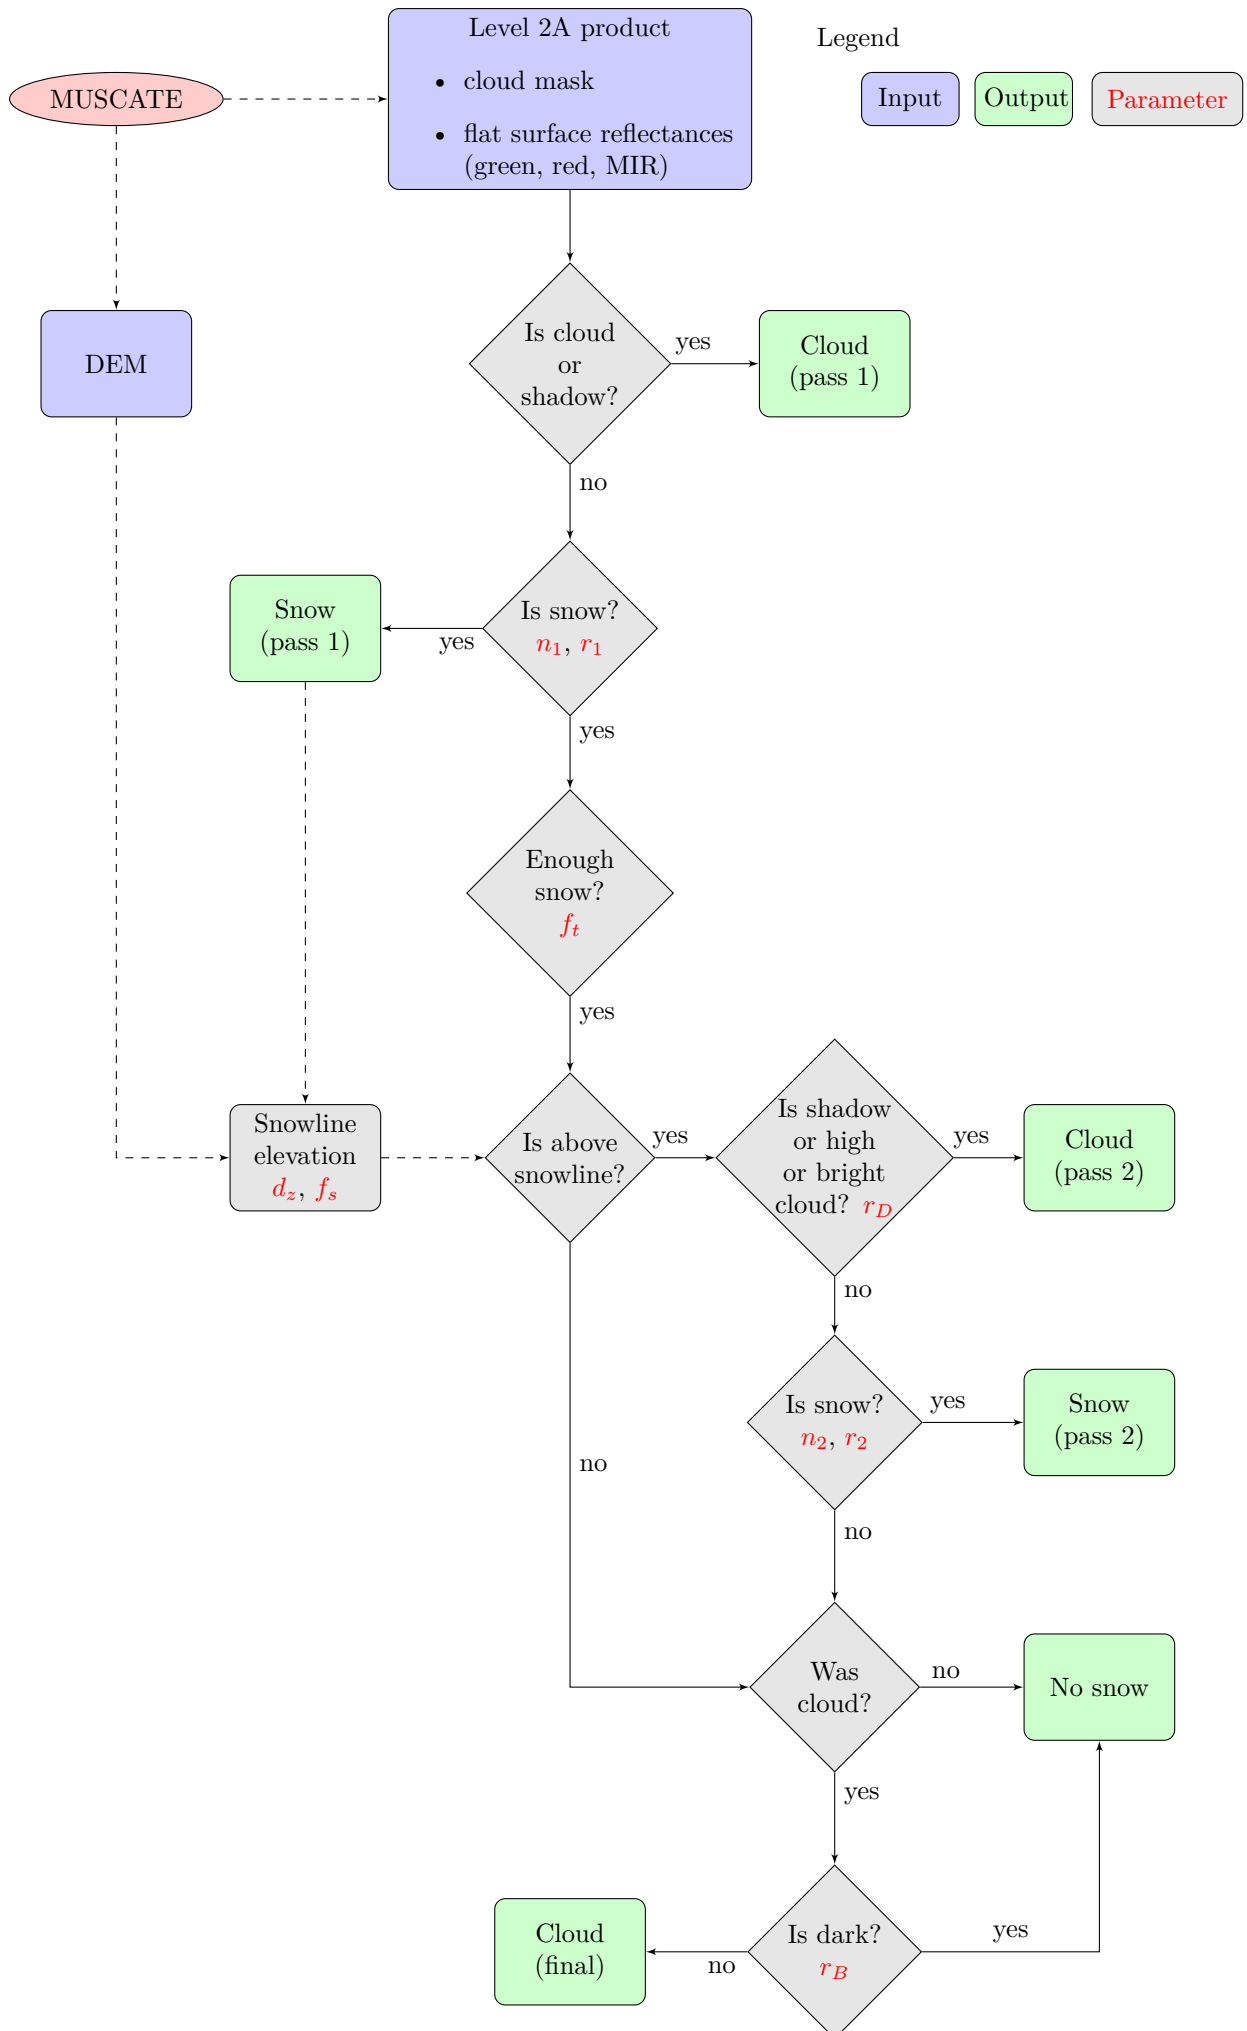 Level 2A product
• cloud mask
• flat surface reflectances
(green, red, MIR)
Legend
Input
Output
Parameter
MUSCATE
DEM
Is cloud
or
shadow?
yes
Cloud
(pass 1)
no
Snow
(pass 1)
yes
Is snow?
n₁, r₁
yes
Enough
snow?
fₜ
yes
Snowline
elevation
d_z, f_s
Is above
snowline?
yes
Is shadow
or high
or bright
cloud? r_D
yes
Cloud
(pass 2)
no
Is snow?
n₂, r₂
yes
Snow
(pass 2)
no
no
Was
cloud?
no
No snow
yes
Cloud
(final)
no
Is dark?
r_B
yes